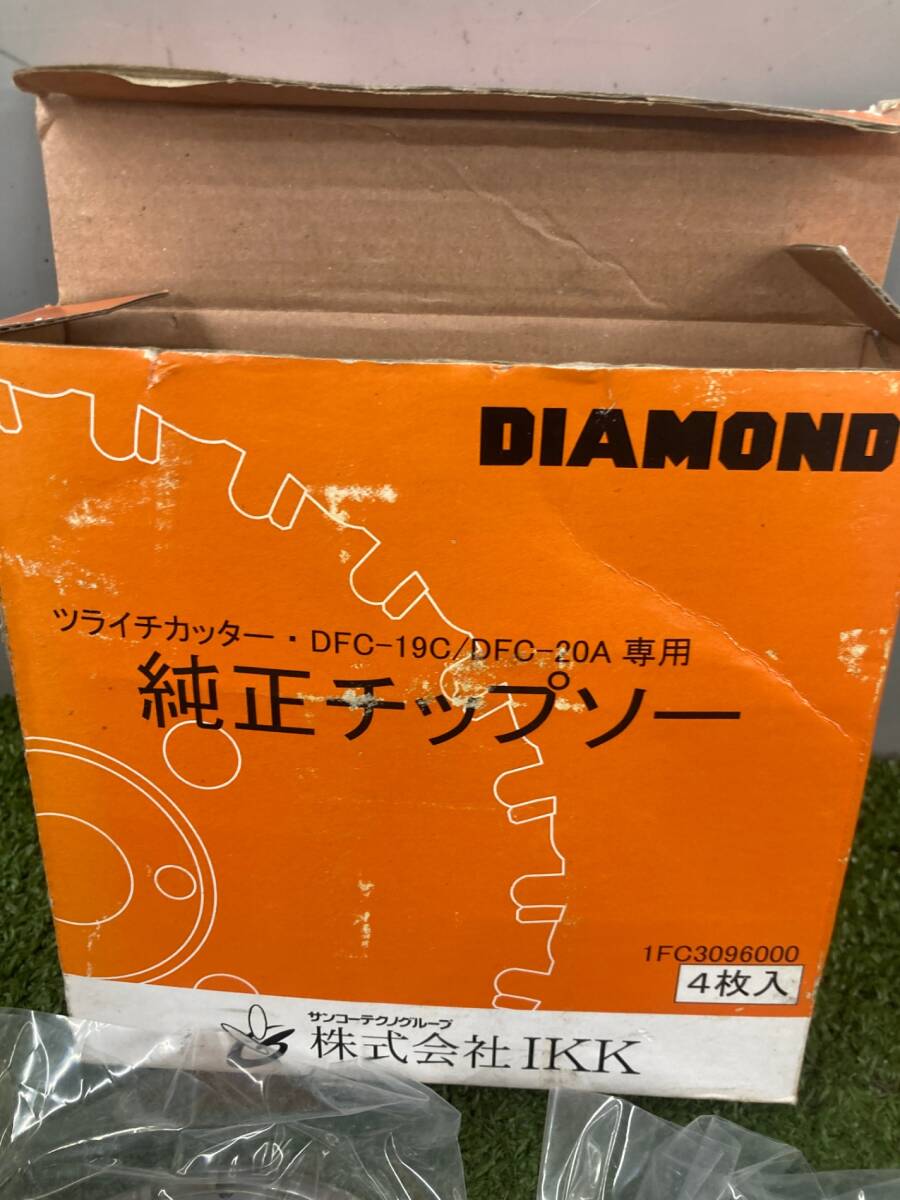 DIAMOND
ツライチカッター・DFC-19C/DFC-20A 専用
純正チップソー
1FC3096000
4枚入
サンコーテクノグループ
株式会社IKK